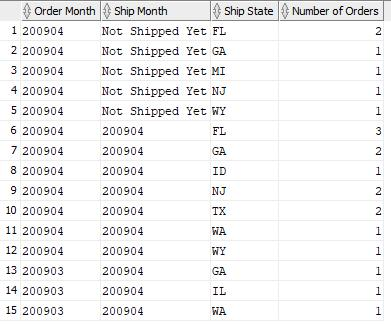 Order Month Ship Month Ship State Number of Orders
1 200904 Not Shipped Yet FL 2
2 200904 Not Shipped Yet GA 1
3 200904 Not Shipped Yet MI 1
4 200904 Not Shipped Yet NJ 1
5 200904 Not Shipped Yet WY 1
6 200904 200904 FL 3
7 200904 200904 GA 2
8 200904 200904 ID 1
9 200904 200904 NJ 2
10 200904 200904 TX 2
11 200904 200904 WA 1
12 200904 200904 WY 1
13 200903 200904 GA 1
14 200903 200904 IL 1
15 200903 200904 WA 1